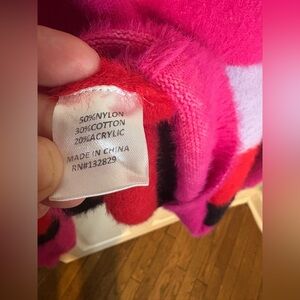 50%NYLON
30%COTTON
20%ACRYLIC
MADE IN CHINA
RN#132829